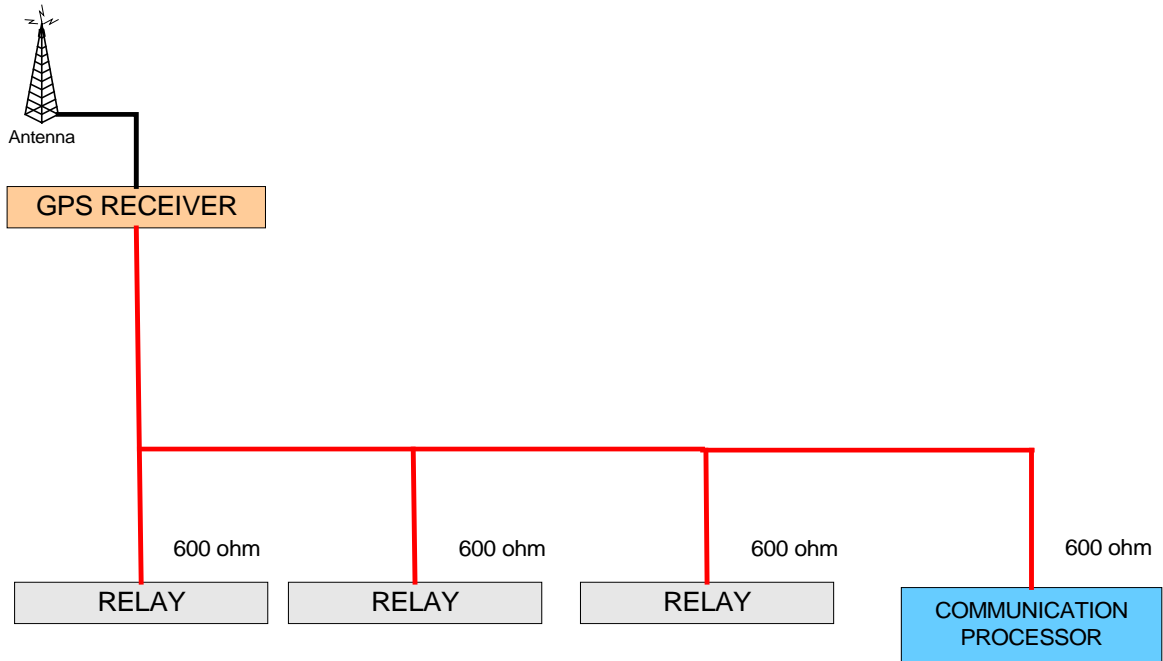 Antenna
GPS RECEIVER
600 ohm
600 ohm
600 ohm
600 ohm
RELAY
RELAY
RELAY
COMMUNICATION
PROCESSOR